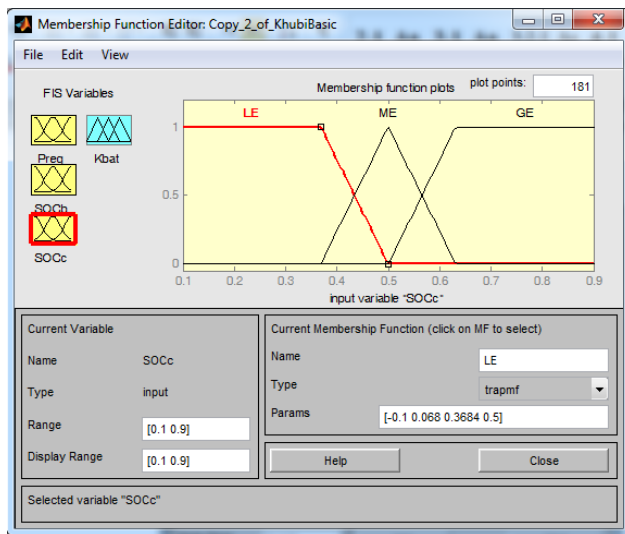 Membership Function Editor: Copy_2_of_KhubiBasic
File Edit View
FIS Variables
Membership function plots plot points: 181
LE ME GE
1
0.5
0
0.1 0.2 0.3 0.4 0.5 0.6 0.7 0.8 0.9
input variable "SOCc"
Preq Kbat
SOCb
SOCc
Current Variable
Name SOCc
Type input
Range [0.1 0.9]
Display Range [0.1 0.9]
Current Membership Function (click on MF to select)
Name LE
Type trapmf
Params [-0.1 0.068 0.3684 0.5]
Help Close
Selected variable "SOCc"